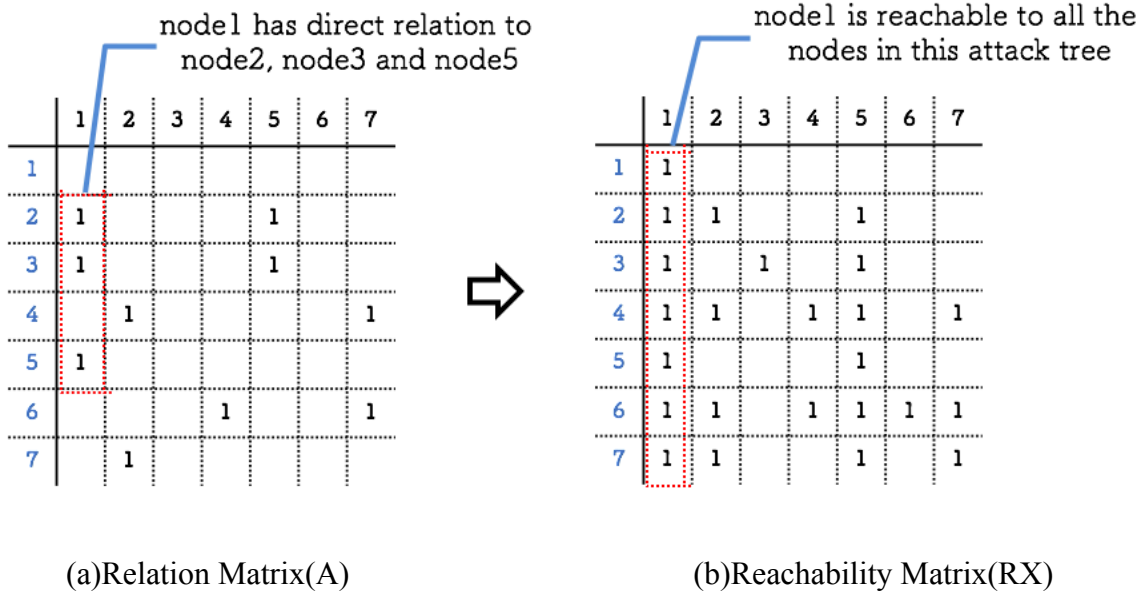 node1 has direct relation to
node2, node3 and node5
1 2 3 4 5 6 7
1
2 1 1
3 1 1
4 1 1
5 1
6 1 1
7 1
(a)Relation Matrix(A)
node1 is reachable to all the
nodes in this attack tree
1 2 3 4 5 6 7
1 1
2 1 1 1
3 1 1 1
4 1 1 1 1 1
5 1 1
6 1 1 1 1 1 1
7 1 1 1 1
(b)Reachability Matrix(RX)